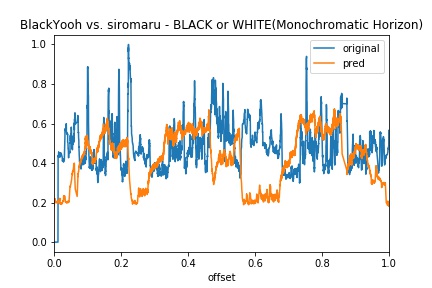 BlackYooh vs. siromaru - BLACK or WHITE(Monochromatic Horizon)
original
pred
1.0
0.8
0.6
0.4
0.2
0.0
0.0 0.2 0.4 0.6 0.8 1.0
offset